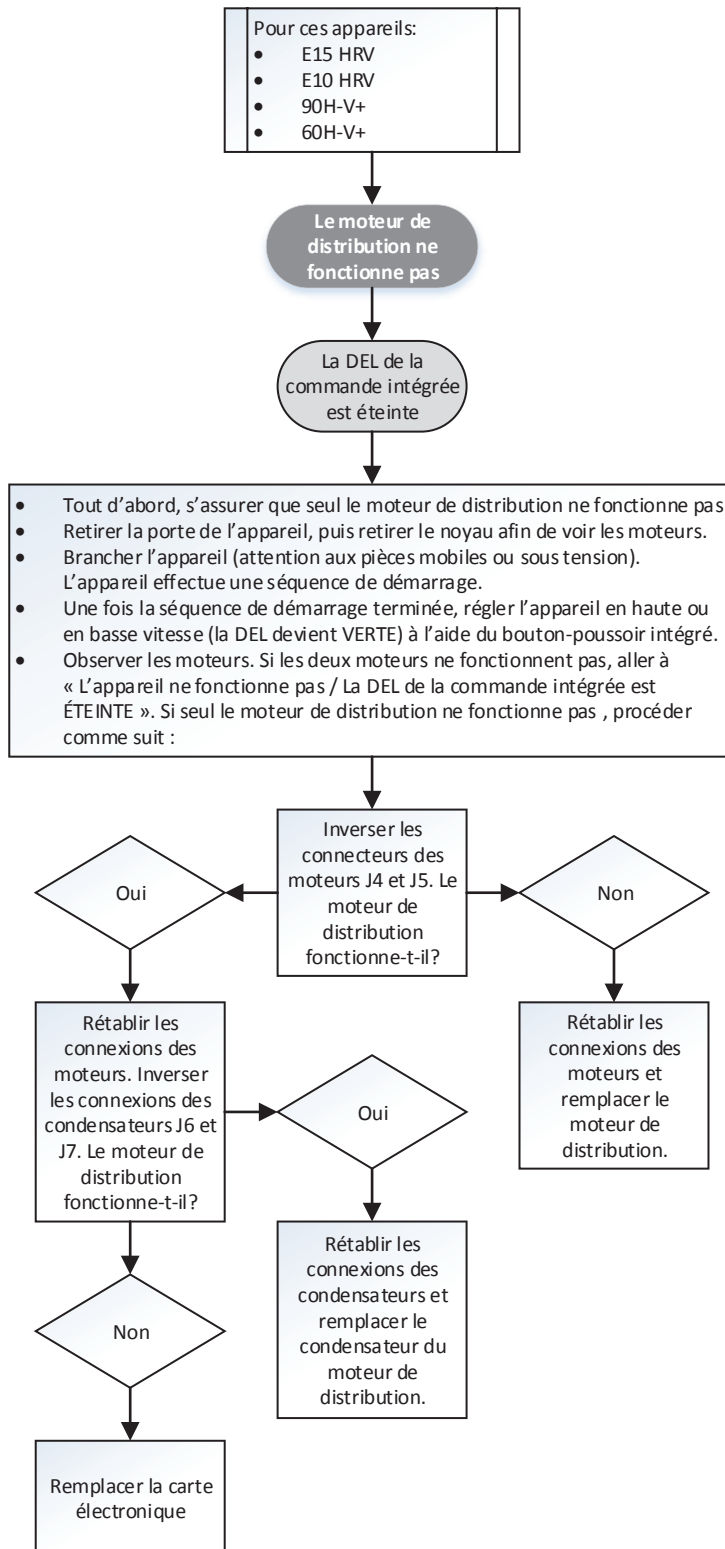 Pour ces appareils:
• E15 HRV
• E10 HRV
• 90H-V+
• 60H-V+
Le moteur de
distribution ne
fonctionne pas
La DEL de la
commande intégrée
est éteinte
• Tout d’abord, s’assurer que seul le moteur de distribution ne fonctionne pas
• Retirer la porte de l’appareil, puis retirer le noyau afin de voir les moteurs.
• Brancher l’appareil (attention aux pièces mobiles ou sous tension).
L’appareil effectue une séquence de démarrage.
• Une fois la séquence de démarrage terminée, régler l’appareil en haute ou
en basse vitesse (la DEL devient VERTE) à l’aide du bouton-poussoir intégré.
• Observer les moteurs. Si les deux moteurs ne fonctionnent pas, aller à
« L’appareil ne fonctionne pas / La DEL de la commande intégrée est
ÉTEINTE ». Si seul le moteur de distribution ne fonctionne pas , procéder
comme suit :
Inverser les
connecteurs des
moteurs J4 et J5. Le
moteur de
distribution
fonctionne-t-il?
Oui
Non
Rétablir les
connexions des
moteurs. Inverser
les connexions des
condensateurs J6 et
J7. Le moteur de
distribution
fonctionne-t-il?
Oui
Rétablir les
connexions des
moteurs et
remplacer le
moteur de
distribution.
Rétablir les
connexions des
condensateurs et
remplacer le
condensateur du
moteur de
distribution.
Non
Remplacer la carte
électronique